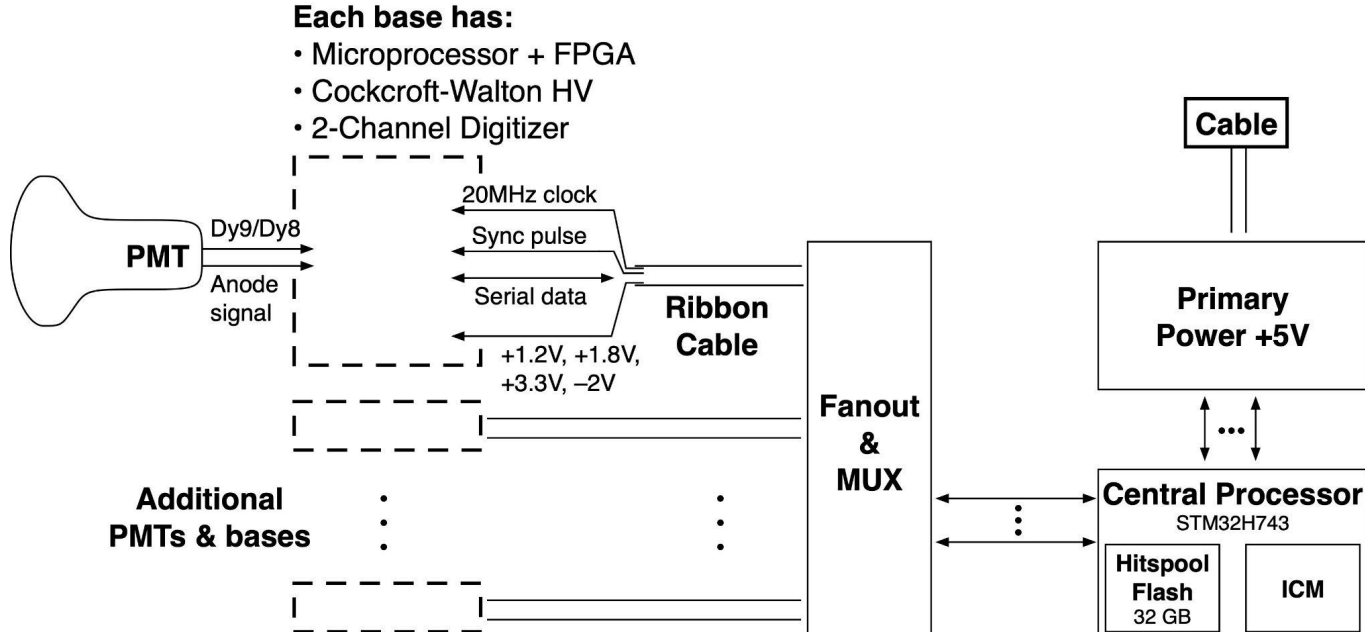 Each base has:
• Microprocessor + FPGA
• Cockcroft-Walton HV
• 2-Channel Digitizer
Cable
20MHz clock
Dy9/Dy8
Sync pulse
PMT
Anode
signal
Serial data
Ribbon
Cable
Primary
Power +5V
+1.2V, +1.8V,
+3.3V, –2V
Fanout
&
MUX
Additional
PMTs & bases
Central Processor
STM32H743
Hitspool
Flash
32 GB
ICM